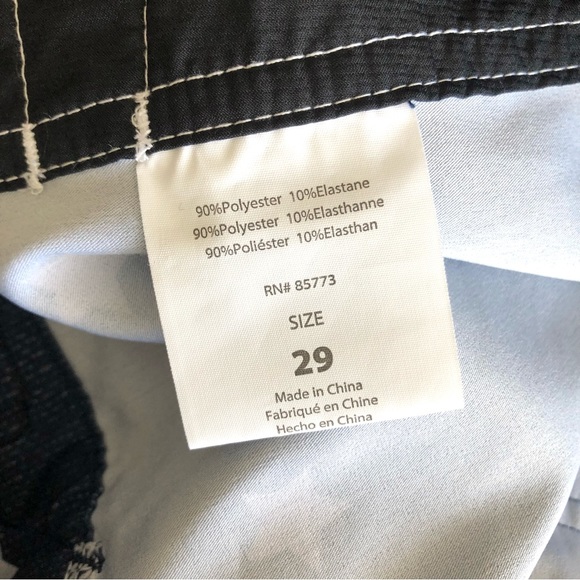 90%Polyester 10%Elastane
90%Polyester 10%Elasthanne
90%Poliéster 10%Elasthan
RN# 85773
SIZE
29
Made in China
Fabriqué en Chine
Hecho en China